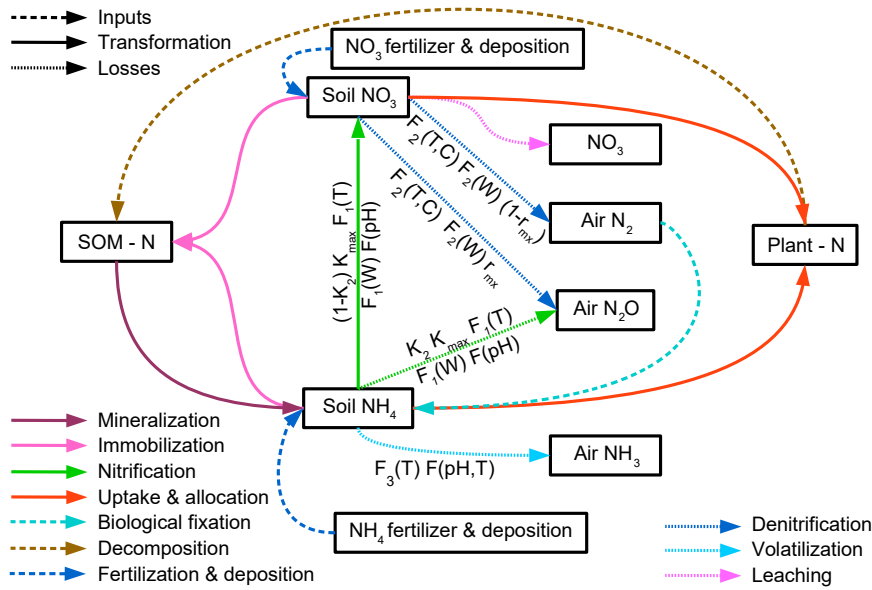 Inputs
Transformation
Losses
NO₃ fertilizer & deposition
Soil NO₃
NO₃
F₂(T,C) F₂(W) (1-rₘₓ)
F₂(T,C) F₂(W) rₘₓ
SOM - N
Air N₂
Plant - N
(1-K₂) Kₘₐₓ F₁(T)
F₁(W) F(pH)
Air N₂O
K₂ Kₘₐₓ F₁(T)
F₁(W) F(pH)
Soil NH₄
Air NH₃
F₃(T) F(pH,T)
NH₄ fertilizer & deposition
Mineralization
Immobilization
Nitrification
Uptake & allocation
Biological fixation
Decomposition
Fertilization & deposition
Denitrification
Volatilization
Leaching